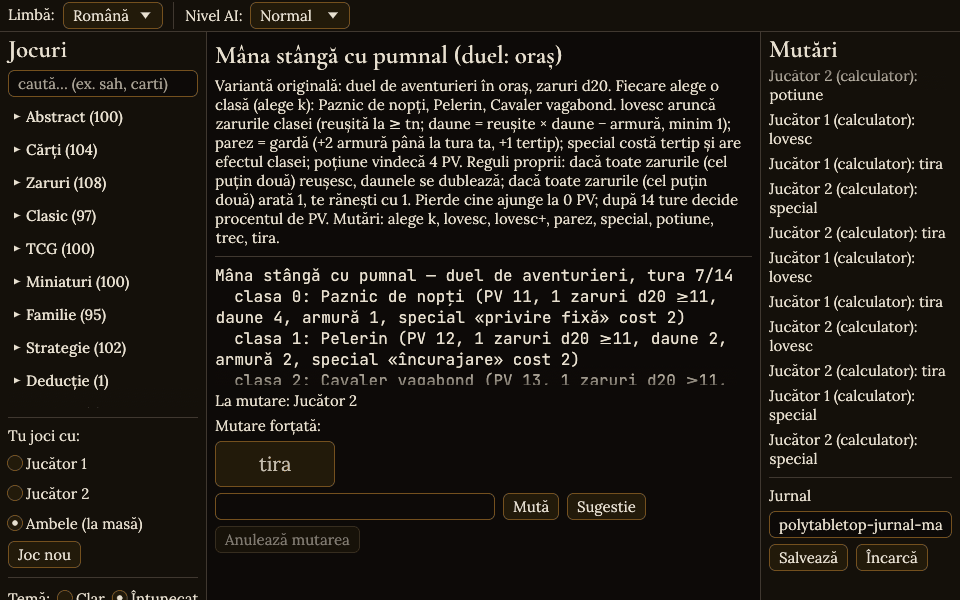 Limbă: Română ▼ Nivel AI: Normal ▼
Jocuri
caută... (ex. sah, carti)
▸ Abstract (100)
▸ Cărți (104)
▸ Zaruri (108)
▸ Clasic (97)
▸ TCG (100)
▸ Miniaturi (100)
▸ Familie (95)
▸ Strategie (102)
▸ Deducție (1)
Tu joci cu:
Jucător 1
Jucător 2
Ambele (la masă)
Joc nou
Temă: Clar Întunecat
Mâna stângă cu pumnal (duel: oraș)
Variantă originală: duel de aventurieri în oraș, zaruri d20. Fiecare alege o
clasă (alege k): Paznic de nopți, Pelerin, Cavaler vagabond. lovesc aruncă
zarurile clasei (reușită la ≥ tn; daune = reușite × daune − armură, minim 1);
parez = gardă (+2 armură până la tura ta, +1 tertip); special costă tertip și are
efectul clasei; poțiune vindecă 4 PV. Reguli proprii: dacă toate zarurile (cel
puțin două) reușesc, daunele se dublează; dacă toate zarurile (cel puțin
două) arată 1, te rănești cu 1. Pierde cine ajunge la 0 PV; după 14 ture decide
procentul de PV. Mutări: alege k, lovesc, lovesc+, parez, special, potiune,
trec, tira.
Mâna stângă cu pumnal — duel de aventurieri, tura 7/14
clasa 0: Paznic de nopți (PV 11, 1 zaruri d20 ≥11,
daune 4, armură 1, special «privire fixă» cost 2)
clasa 1: Pelerin (PV 12, 1 zaruri d20 ≥11, daune 2,
armură 2, special «încurajare» cost 2)
clasa 2: Cavaler vagabond (PV 13, 1 zaruri d20 ≥11,
La mutare: Jucător 2
Mutare forțată:
tira
Mută Sugestie
Anulează mutarea
Mutări
Jucător 2 (calculator):
potiune
Jucător 1 (calculator):
lovesc
Jucător 1 (calculator): tira
Jucător 2 (calculator):
special
Jucător 2 (calculator): tira
Jucător 1 (calculator):
lovesc
Jucător 1 (calculator): tira
Jucător 2 (calculator):
lovesc
Jucător 2 (calculator): tira
Jucător 1 (calculator):
special
Jucător 2 (calculator):
special
Jurnal
polytabletop-jurnal-ma
Salvează Încarcă